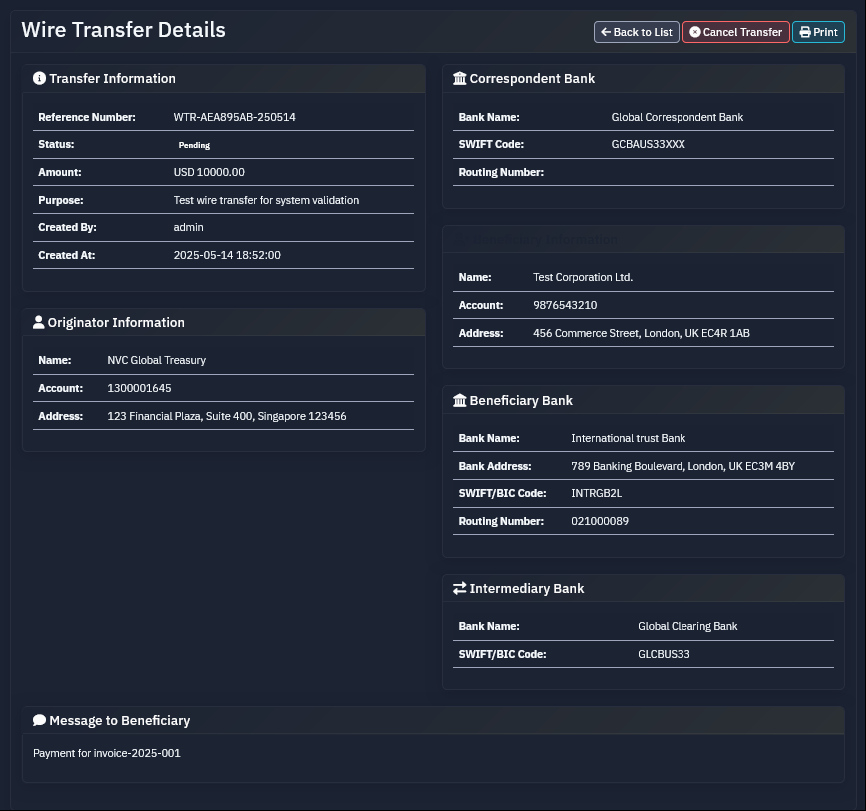 Wire Transfer Details
Back to List
Cancel Transfer
Print
Transfer Information
Reference Number: WTR-AEA895AB-250514
Status: Pending
Amount: USD 10000.00
Purpose: Test wire transfer for system validation
Created By: admin
Created At: 2025-05-14 18:52:00
Originator Information
Name: NVC Global Treasury
Account: 1300001645
Address: 123 Financial Plaza, Suite 400, Singapore 123456
Correspondent Bank
Bank Name: Global Correspondent Bank
SWIFT Code: GCBAUS33XXX
Routing Number:
Beneficiary Information
Name: Test Corporation Ltd.
Account: 9876543210
Address: 456 Commerce Street, London, UK EC4R 1AB
Beneficiary Bank
Bank Name: International trust Bank
Bank Address: 789 Banking Boulevard, London, UK EC3M 4BY
SWIFT/BIC Code: INTRGB2L
Routing Number: 021000089
Intermediary Bank
Bank Name: Global Clearing Bank
SWIFT/BIC Code: GLCBUS33
Message to Beneficiary
Payment for invoice-2025-001